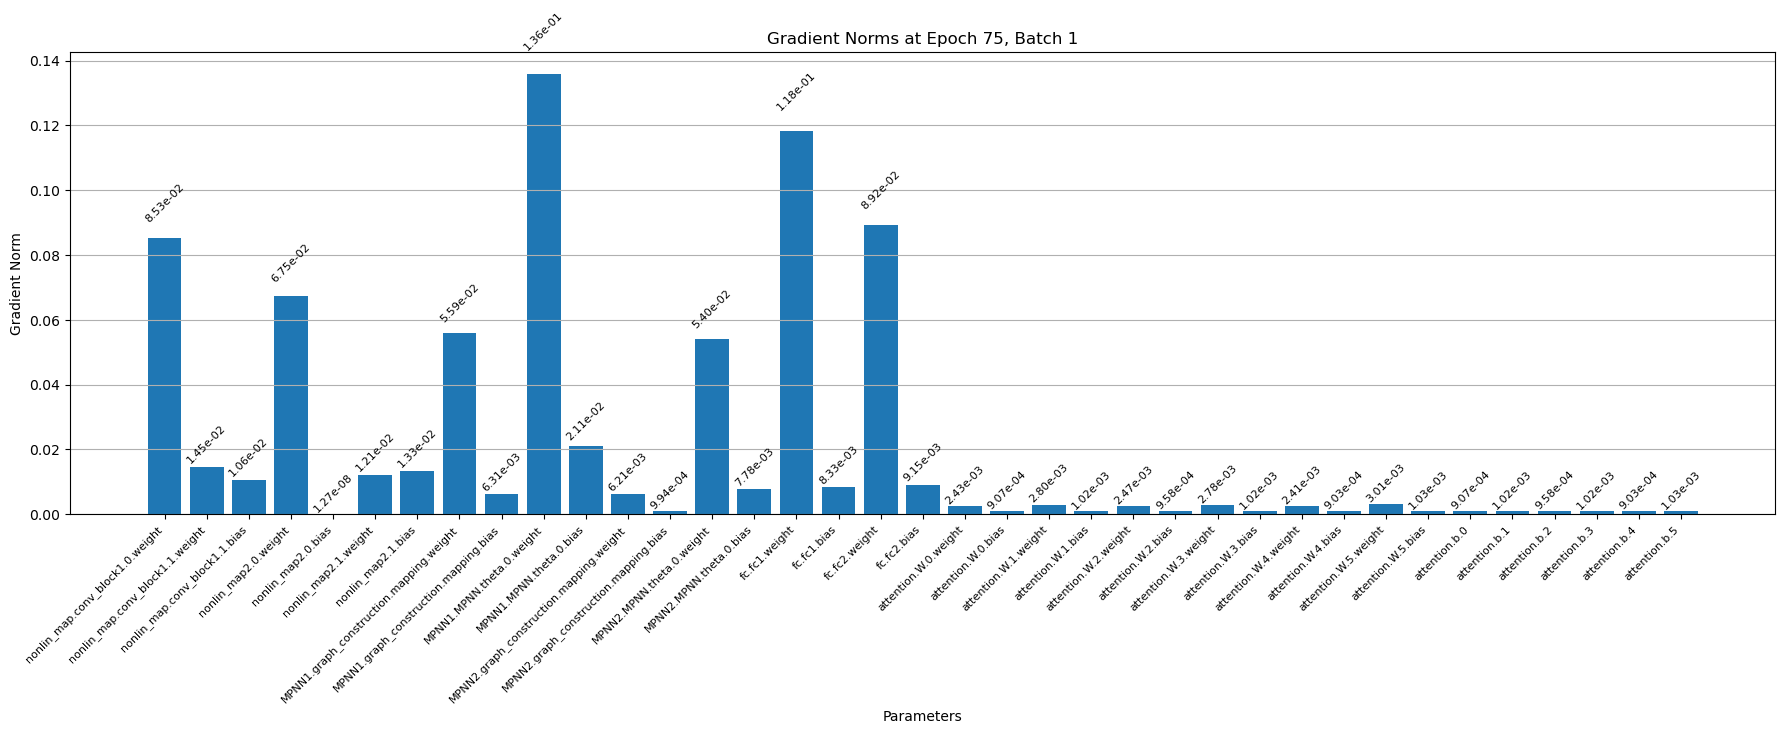 Gradient Norms at Epoch 75, Batch 1
Gradient Norm
0.14
0.12
0.10
0.08
0.06
0.04
0.02
0.00
8.53e-02
1.45e-02
1.06e-02
6.75e-02
1.27e-08
1.21e-02
1.33e-02
5.59e-02
6.31e-03
1.36e-01
2.11e-02
6.21e-03
9.94e-04
5.40e-02
7.78e-03
1.18e-01
8.33e-03
8.92e-02
9.15e-03
2.43e-03
9.07e-04
2.80e-03
1.02e-03
2.47e-03
9.58e-04
2.78e-03
1.02e-03
2.41e-03
9.03e-04
3.01e-03
1.03e-03
9.07e-04
1.02e-03
9.58e-04
1.02e-03
9.03e-04
1.03e-03
nonlin_map.conv_block1.0.weight
nonlin_map.conv_block1.1.weight
nonlin_map.conv_block1.1.bias
nonlin_map2.0.weight
nonlin_map2.0.bias
nonlin_map2.1.weight
nonlin_map2.1.bias
MPNN1.graph_construction.mapping.weight
MPNN1.graph_construction.mapping.bias
MPNN1.MPNN.theta.0.weight
MPNN1.MPNN.theta.0.bias
MPNN2.graph_construction.mapping.weight
MPNN2.graph_construction.mapping.bias
MPNN2.MPNN.theta.0.weight
MPNN2.MPNN.theta.0.bias
fc.fc1.weight
fc.fc1.bias
fc.fc2.weight
fc.fc2.bias
attention.W.0.weight
attention.W.0.bias
attention.W.1.weight
attention.W.1.bias
attention.W.2.weight
attention.W.2.bias
attention.W.3.weight
attention.W.3.bias
attention.W.4.weight
attention.W.4.bias
attention.W.5.weight
attention.W.5.bias
attention.b.0
attention.b.1
attention.b.2
attention.b.3
attention.b.4
attention.b.5
Parameters